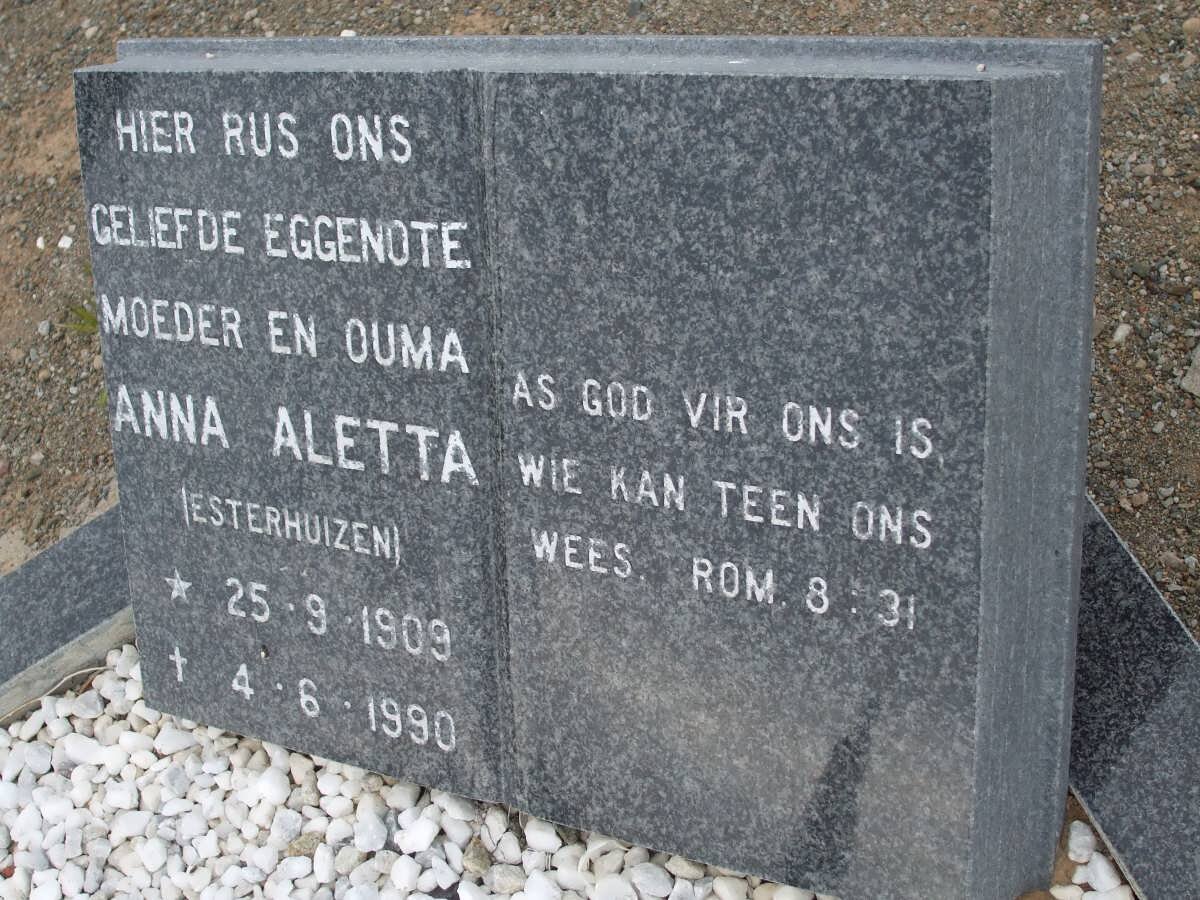 HIER RUS ONS
GELIEFDE EGGENOTE
MOEDER EN OUMA
ANNA ALETTA
(ESTERHUIZEN)
★ 25 · 9 · 1909
✝ 4 · 6 · 1990
AS GOD VIR ONS IS,
WIE KAN TEEN ONS
WEES. ROM. 8 : 31